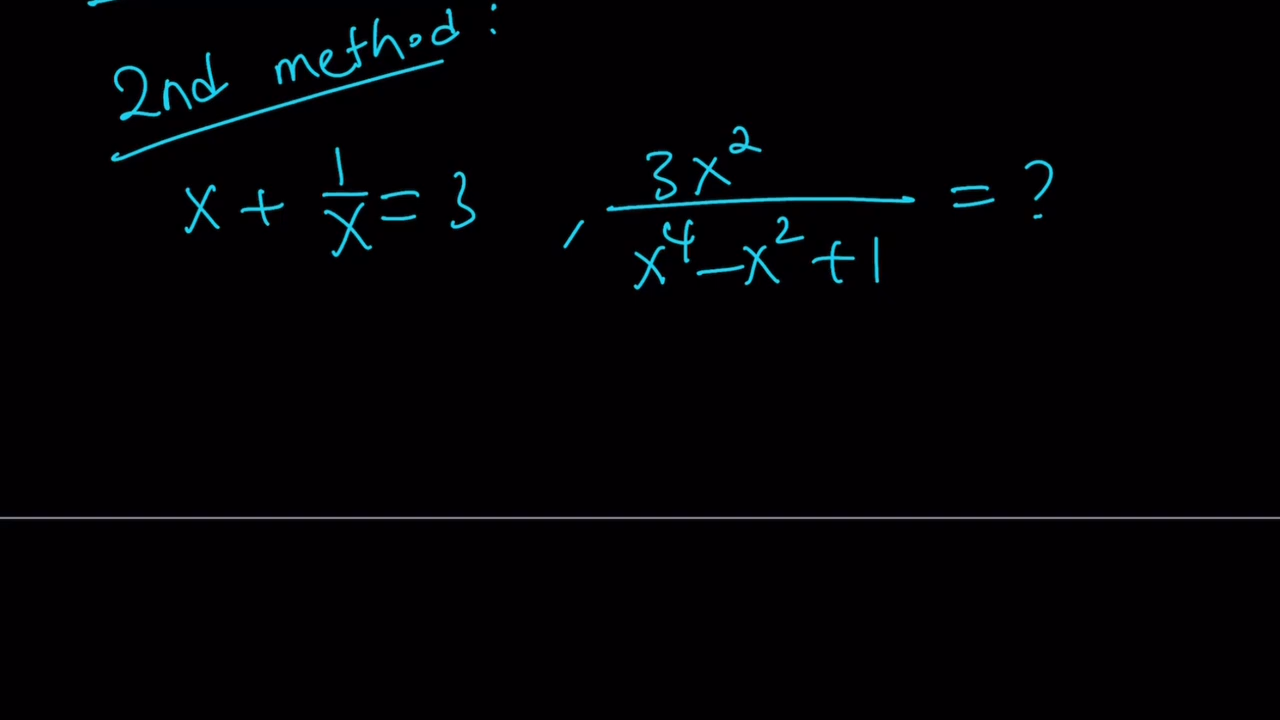 2nd method:
x + 1/x = 3 , 3x²/(x⁴ - x² + 1) = ?